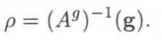 ρ = (A^g)^{-1}(𝐠).